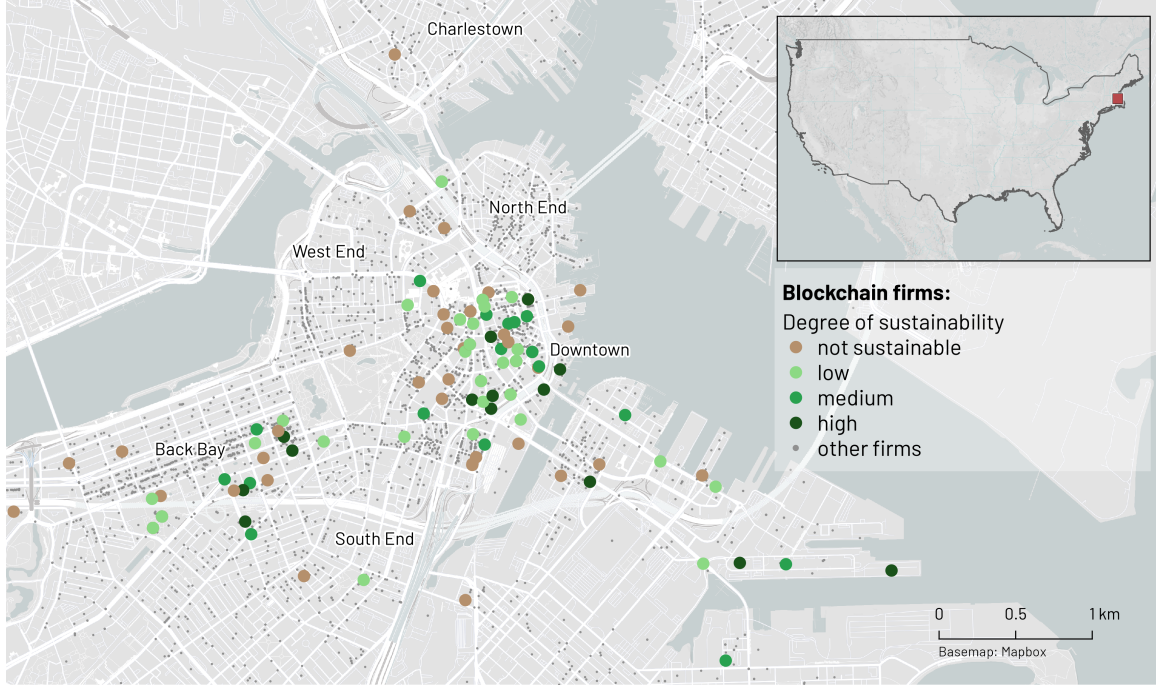 Charlestown
North End
West End
Downtown
Back Bay
South End
Blockchain firms:
Degree of sustainability
not sustainable
low
medium
high
other firms
0 0.5 1 km
Basemap: Mapbox